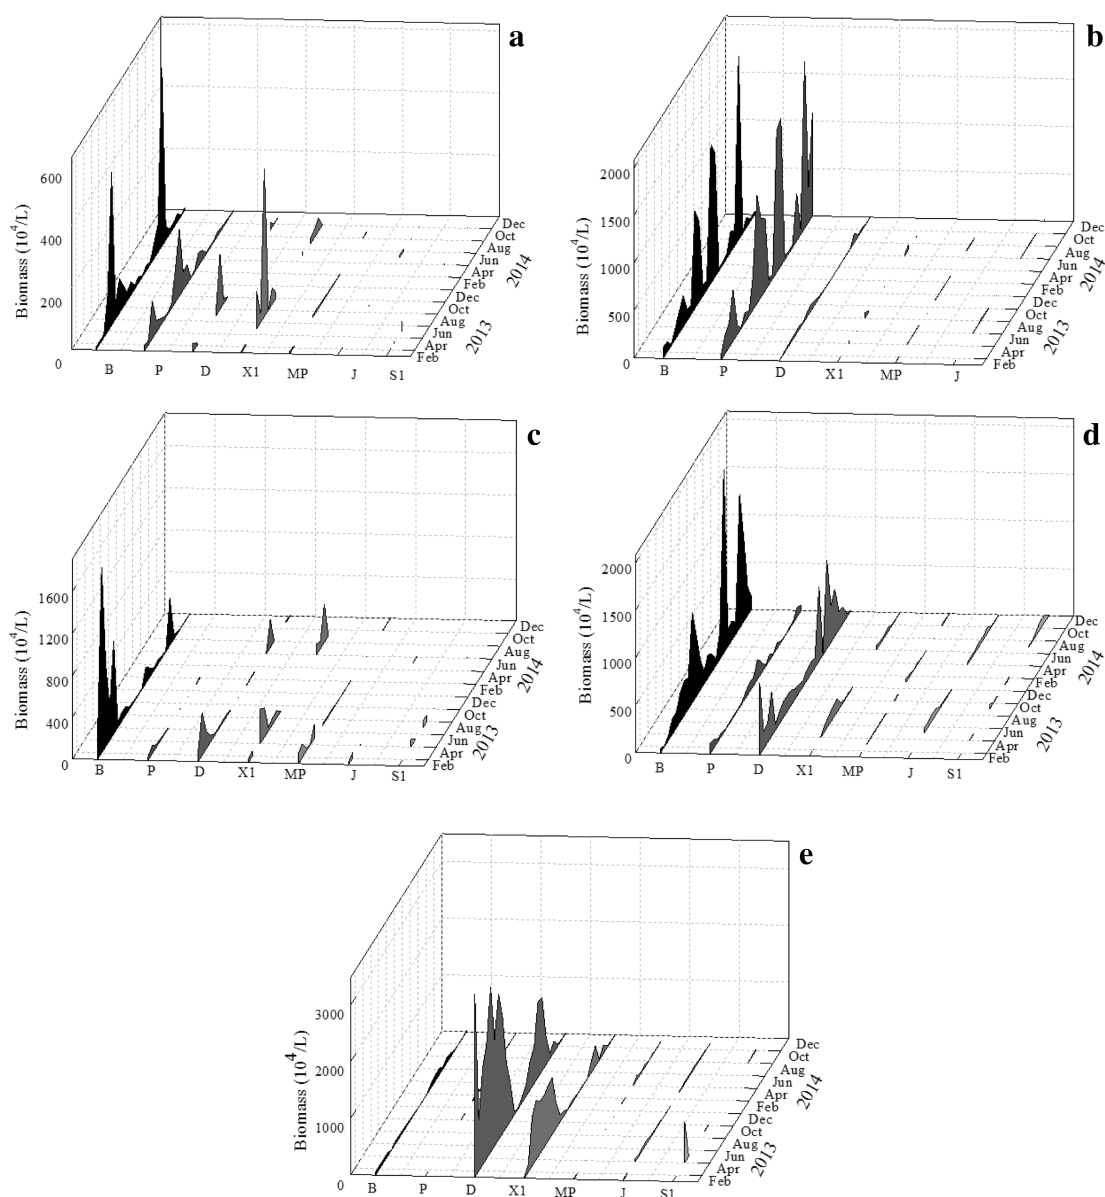 a
600
400
200
0
Biomass (10⁴/L)
B P D X1 MP J S1
Feb
Apr
Jun
Aug
Oct
Dec
Feb
Apr
Jun
Aug
Oct
Dec
2013
2014
b
2000
1500
1000
500
0
Biomass (10⁴/L)
B P D X1 MP J
Feb
Apr
Jun
Aug
Oct
Dec
Feb
Apr
Jun
Aug
Oct
Dec
2013
2014
c
1600
1200
800
400
0
Biomass (10⁴/L)
B P D X1 MP J S1
Feb
Apr
Jun
Aug
Oct
Dec
Feb
Apr
Jun
Aug
Oct
Dec
2013
2014
d
2000
1500
1000
500
0
Biomass (10⁴/L)
B P D X1 MP J S1
Feb
Apr
Jun
Aug
Oct
Dec
Feb
Apr
Jun
Aug
Oct
Dec
2013
2014
e
3000
2000
1000
0
Biomass (10⁴/L)
B P D X1 MP J S1
Feb
Apr
Jun
Aug
Oct
Dec
Feb
Apr
Jun
Aug
Oct
Dec
2013
2014